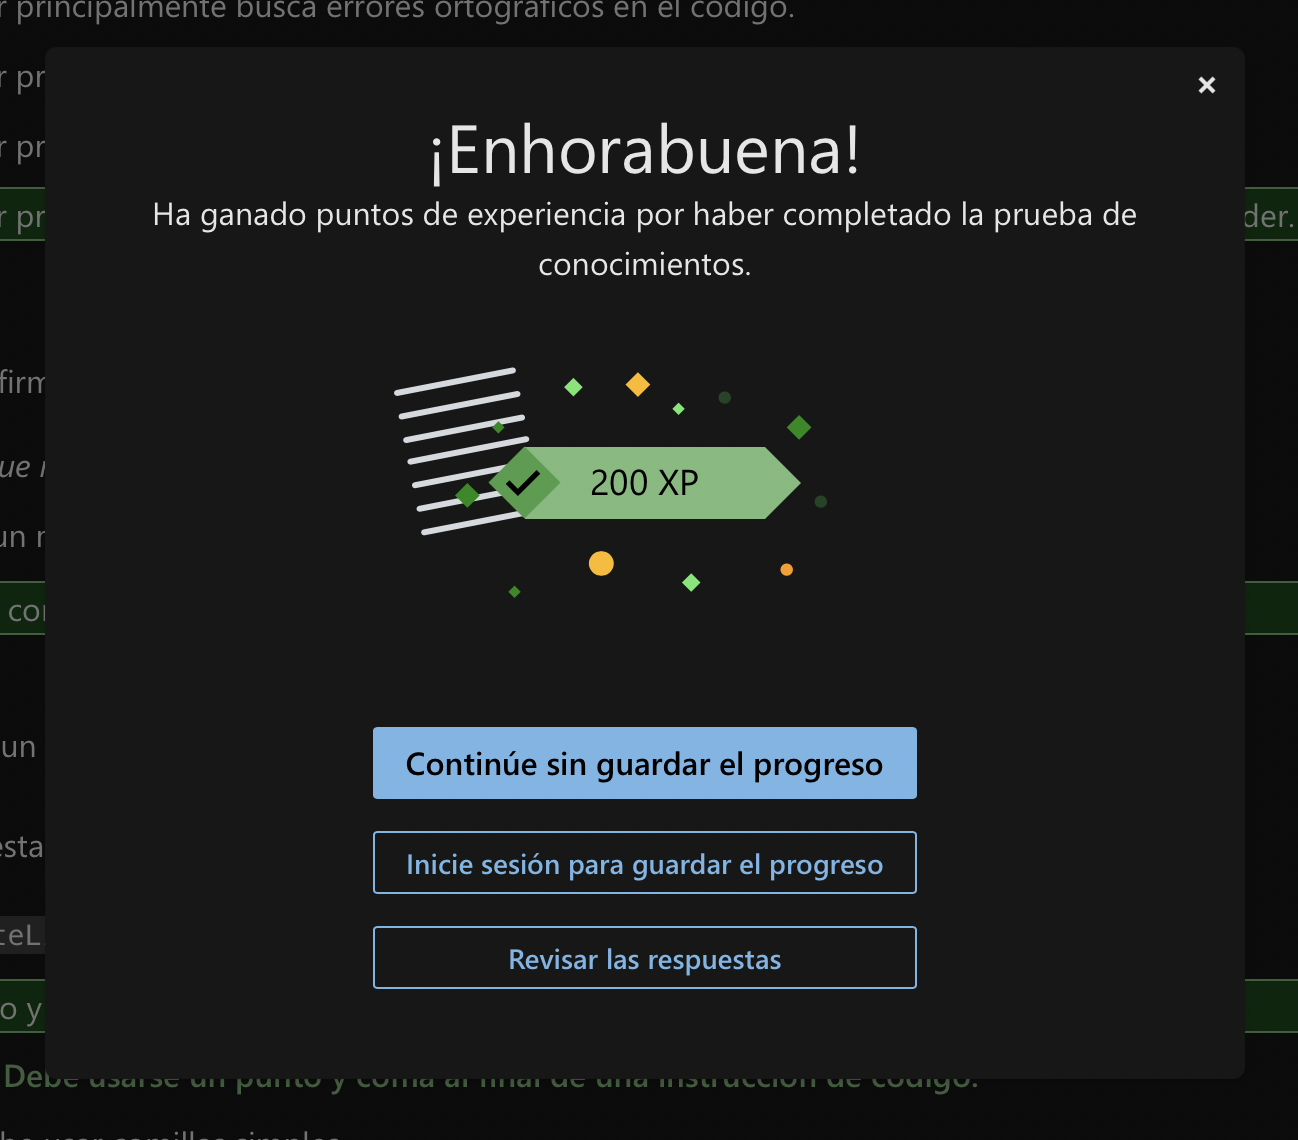 r principalmente busca errores ortográficos en el código.
r pr
r pr
r pr
der.
¡Enhorabuena!
Ha ganado puntos de experiencia por haber completado la prueba de
conocimientos.
firm
ue
200 XP
un
con
Continúe sin guardar el progreso
un
Inicie sesión para guardar el progreso
esta
teL
Revisar las respuestas
o y
Debe usarse un punto y coma al final de una instrucción de código.